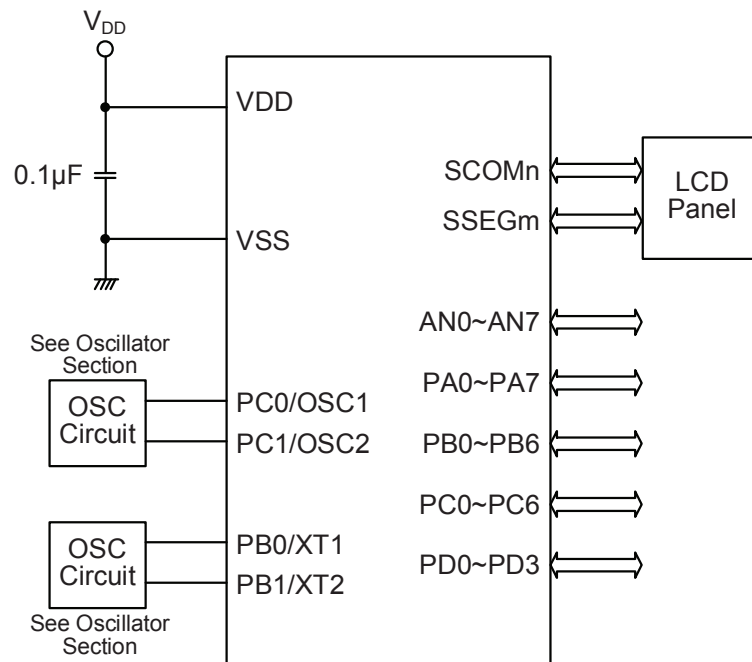 VDD
VDD
0.1µF
VSS
See Oscillator
Section
OSC
Circuit
PC0/OSC1
PC1/OSC2
OSC
Circuit
PB0/XT1
PB1/XT2
See Oscillator
Section
SCOMn
SSEGm
LCD
Panel
AN0~AN7
PA0~PA7
PB0~PB6
PC0~PC6
PD0~PD3